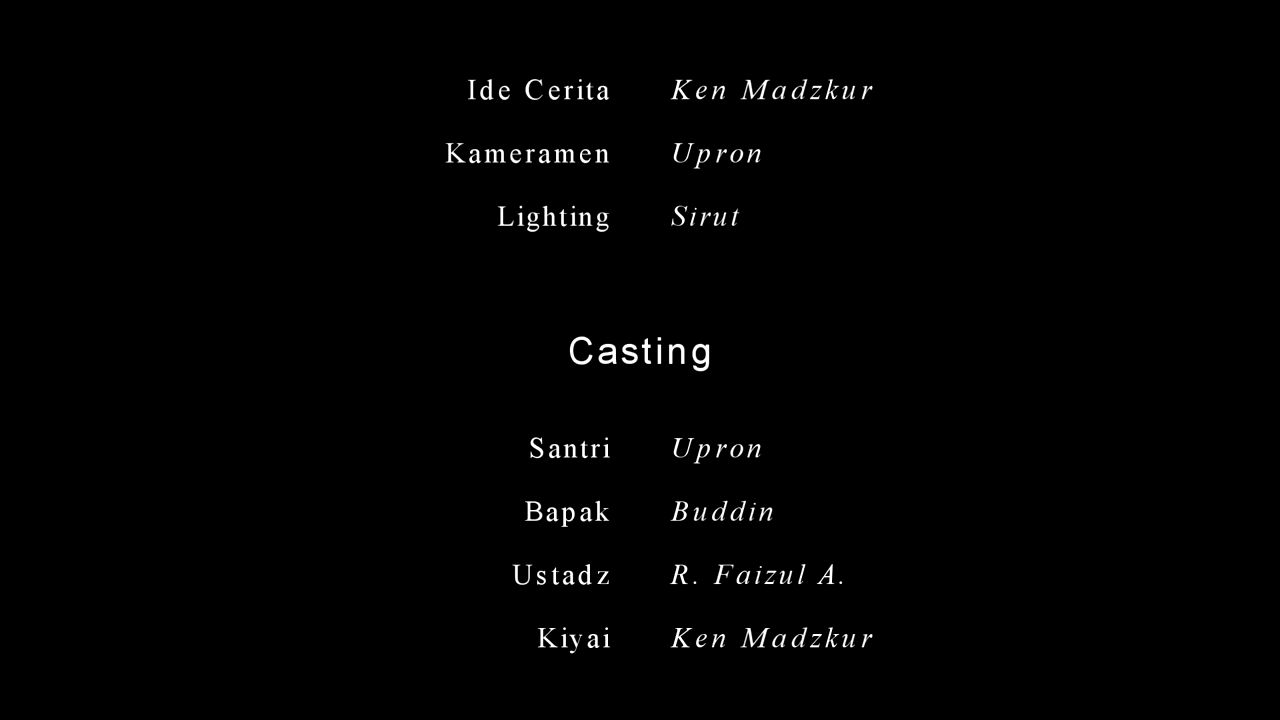 Ide Cerita Ken Madzkur
Kameramen Upron
Lighting Sirut
Casting
Santri Upron
Bapak Buddin
Ustadz R. Faizul A.
Kiyai Ken Madzkur